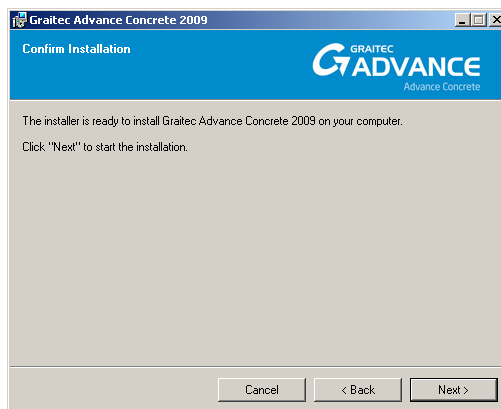 Graitec Advance Concrete 2009
Confirm Installation
GRAITEC
ADVANCE
Advance Concrete
The installer is ready to install Graitec Advance Concrete 2009 on your computer.
Click "Next" to start the installation.
Cancel
< Back
Next >